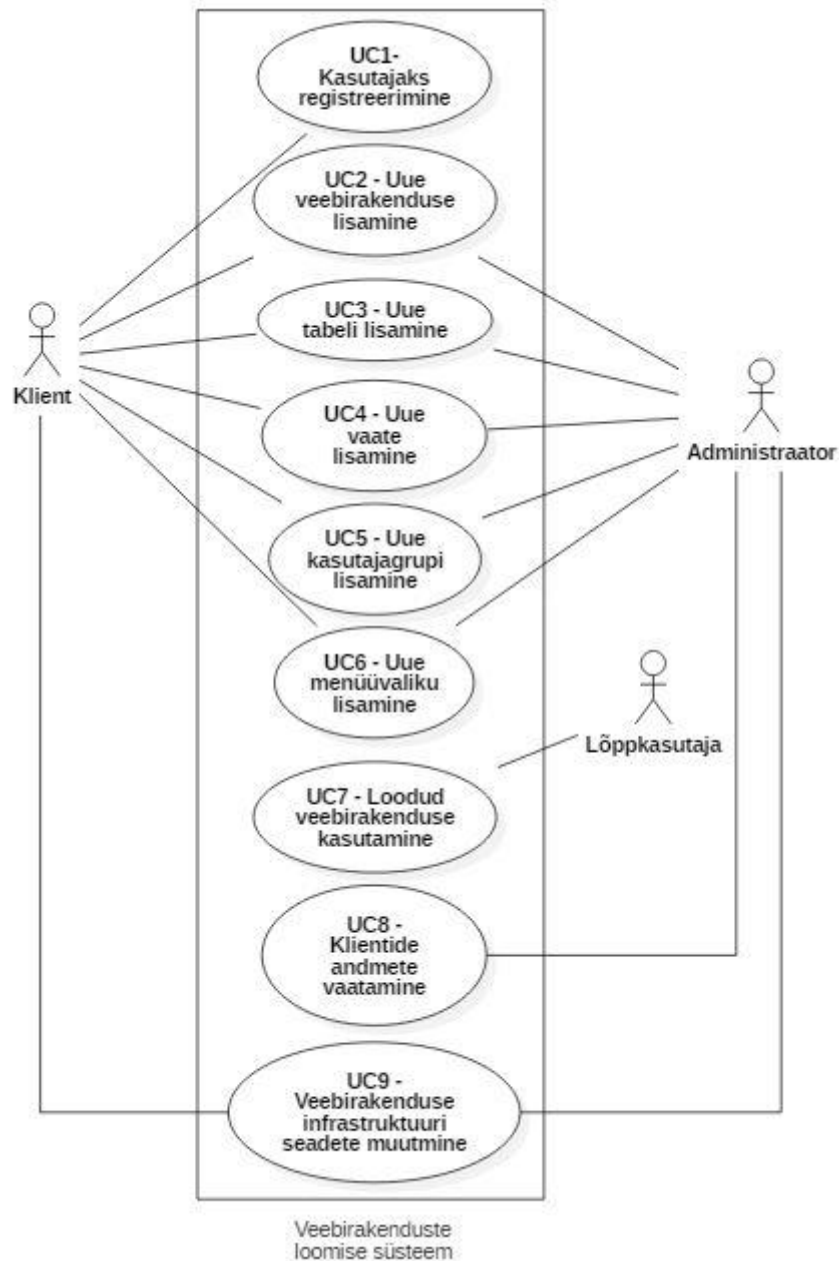 UC1-
Kasutajaks
registreerimine
UC2 - Uue
veebirakenduse
lisamine
UC3 - Uue
tabeli lisamine
Klient
UC4 - Uue
vaate
lisamine
Administraator
UC5 - Uue
kasutajagrupi
lisamine
UC6 - Uue
menüüvaliku
lisamine
Lõppkasutaja
UC7 - Loodud
veebirakenduse
kasutamine
UC8 -
Klientide
andmete
vaatamine
UC9 -
Veebirakenduse
infrastruktuuri
seadete muutmine
Veebirakenduste
loomise süsteem